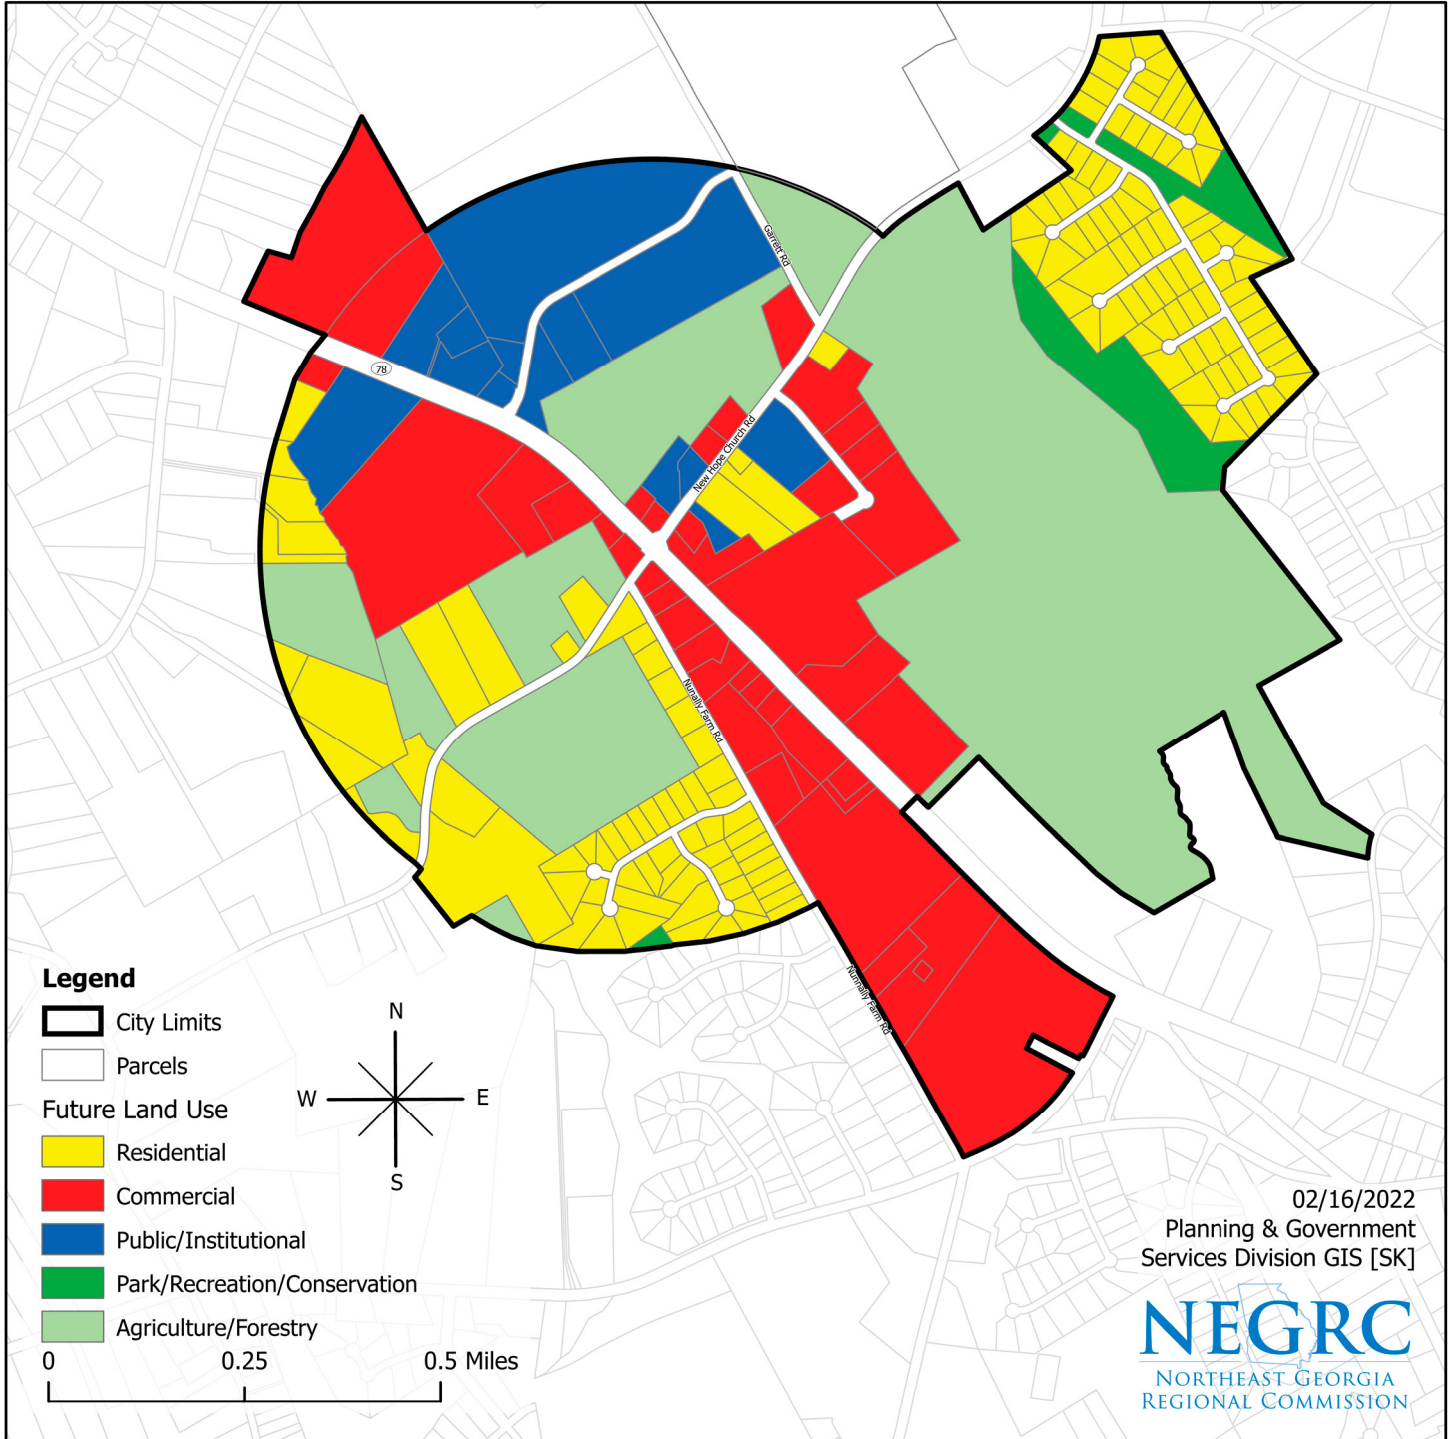 Garrett Rd
78
New Hope Church Rd
Nunally Farm Rd
Nunnally Farm Rd
Legend
City Limits
Parcels
Future Land Use
Residential
Commercial
Public/Institutional
Park/Recreation/Conservation
Agriculture/Forestry
0 0.25 0.5 Miles
N
W E
S
02/16/2022
Planning & Government
Services Division GIS [SK]
NEGRC
NORTHEAST GEORGIA
REGIONAL COMMISSION